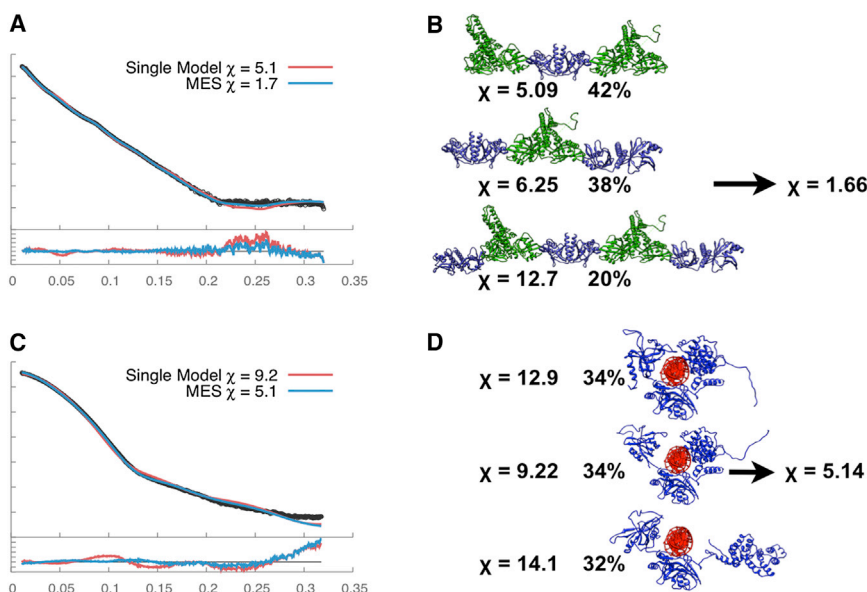 A
Single Model χ = 5.1
MES χ = 1.7
0 0.05 0.1 0.15 0.2 0.25 0.3 0.35
B
χ = 5.09 42%
χ = 6.25 38%
χ = 1.66
χ = 12.7 20%
C
Single Model χ = 9.2
MES χ = 5.1
0 0.05 0.1 0.15 0.2 0.25 0.3 0.35
D
χ = 12.9 34%
χ = 9.22 34%
χ = 5.14
χ = 14.1 32%